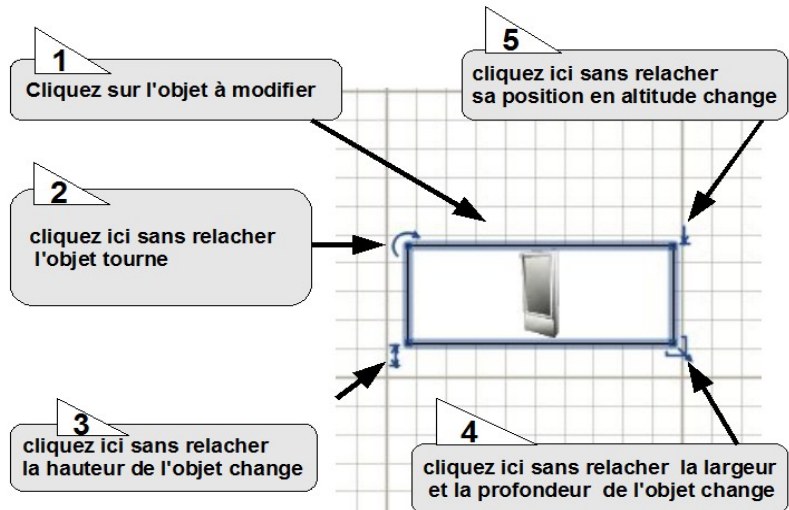 1
Cliquez sur l'objet à modifier
2
cliquez ici sans relacher
l'objet tourne
3
cliquez ici sans relacher
la hauteur de l'objet change
4
cliquez ici sans relacher la largeur
et la profondeur de l'objet change
5
cliquez ici sans relacher
sa position en altitude change